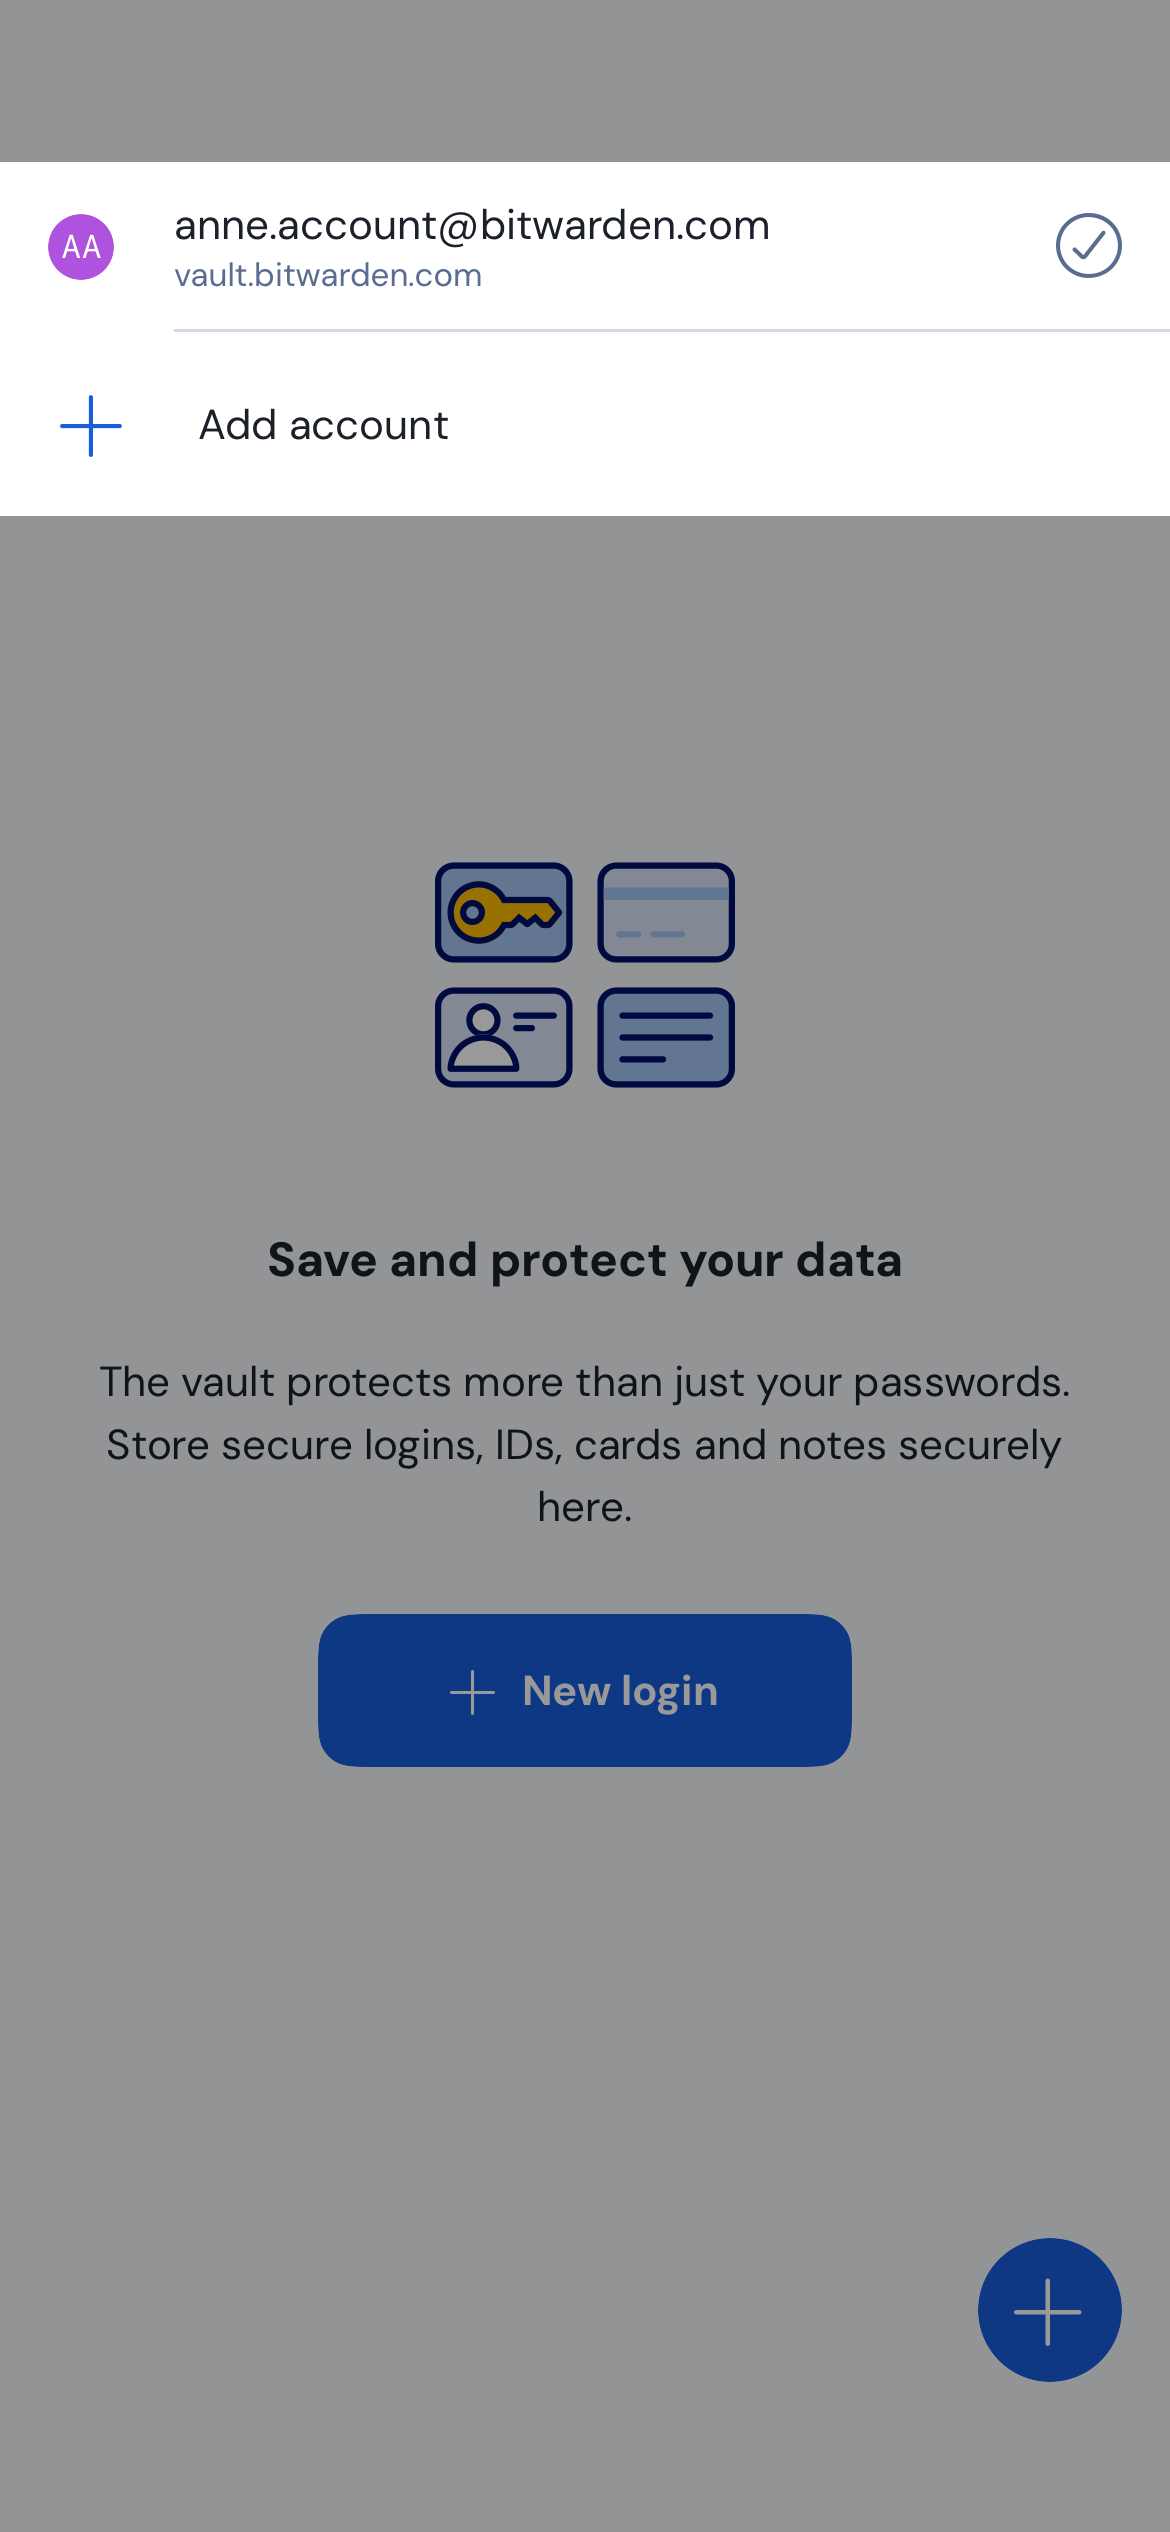 AA
anne.account@bitwarden.com
vault.bitwarden.com
Add account
Save and protect your data
The vault protects more than just your passwords.
Store secure logins, IDs, cards and notes securely
here.
New login